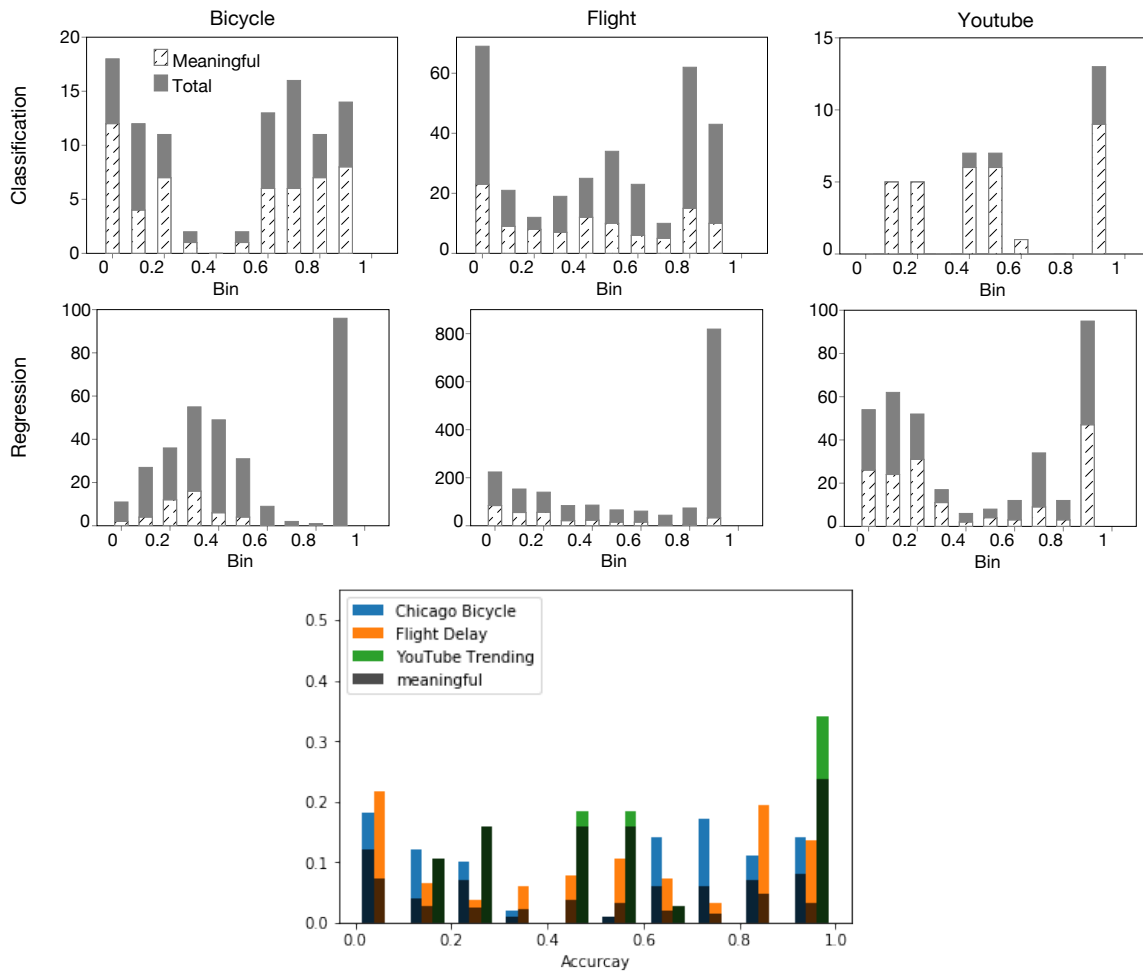 Bicycle
Flight
Youtube
Classification
20
15
10
5
0
Meaningful
Total
0 0.2 0.6 0.8 1
Bin
60
40
20
0
0 0.2 0.4 0.6 0.8 1
Bin
15
10
5
0
0 0.2 0.4 0.6 0.8 1
Bin
Regression
100
80
60
40
20
0
0 0.2 0.4 0.6 0.8 1
Bin
800
600
400
200
0
0 0.2 0.4 0.6 0.8 1
Bin
100
80
60
40
20
0
0 0.2 0.4 0.6 0.8 1
Bin
0.5
0.4
0.3
0.2
0.1
0.0
Chicago Bicycle
Flight Delay
YouTube Trending
meaningful
0.0 0.2 0.4 0.6 0.8 1.0
Accurcay